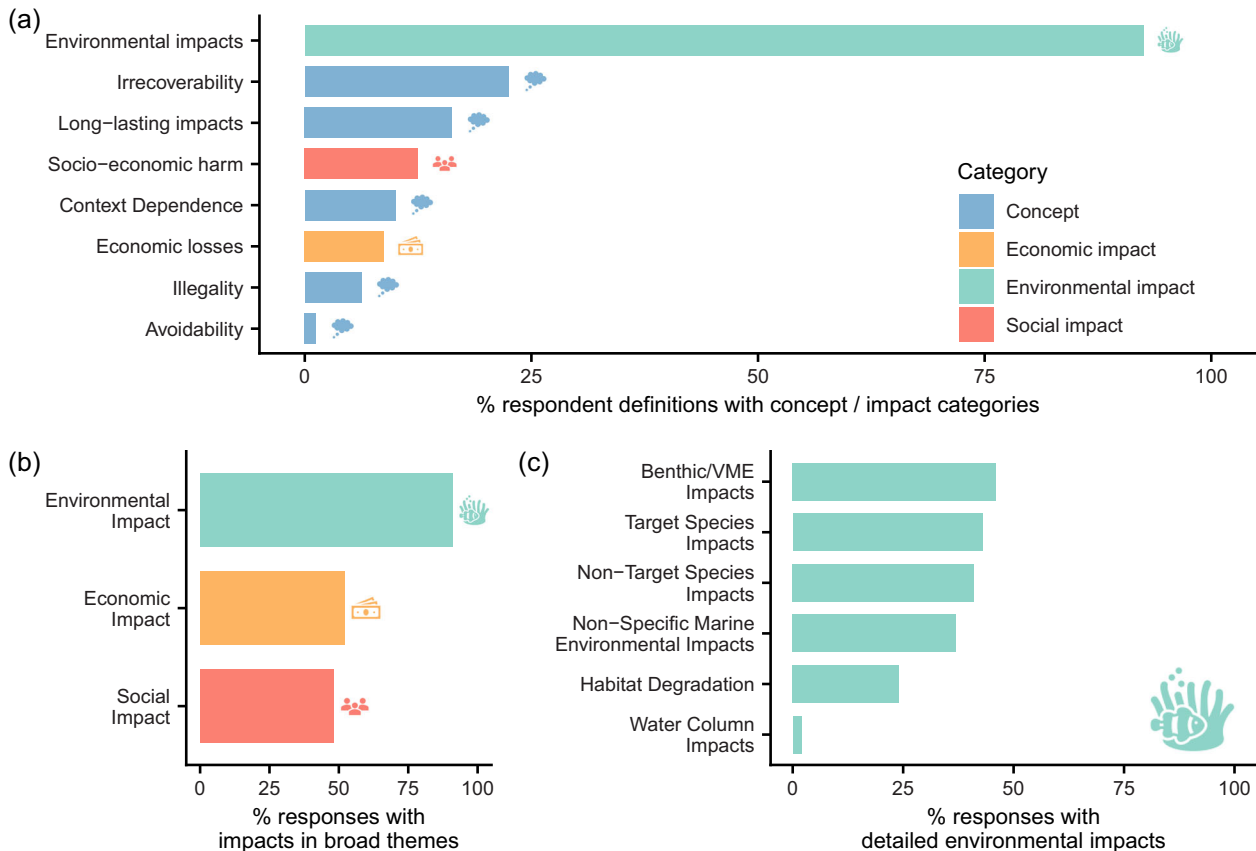 (a)
Environmental impacts
Irrecoverability
Long−lasting impacts
Socio−economic harm
Context Dependence
Economic losses
Illegality
Avoidability
0
25
50
75
100
% respondent definitions with concept / impact categories
Category
Concept
Economic impact
Environmental impact
Social impact
(b)
Environmental
Impact
Economic
Impact
Social
Impact
0
25
50
75
100
% responses with
impacts in broad themes
(c)
Benthic/VME
Impacts
Target Species
Impacts
Non−Target Species
Impacts
Non−Specific Marine
Environmental Impacts
Habitat Degradation
Water Column
Impacts
0
25
50
75
100
% responses with
detailed environmental impacts